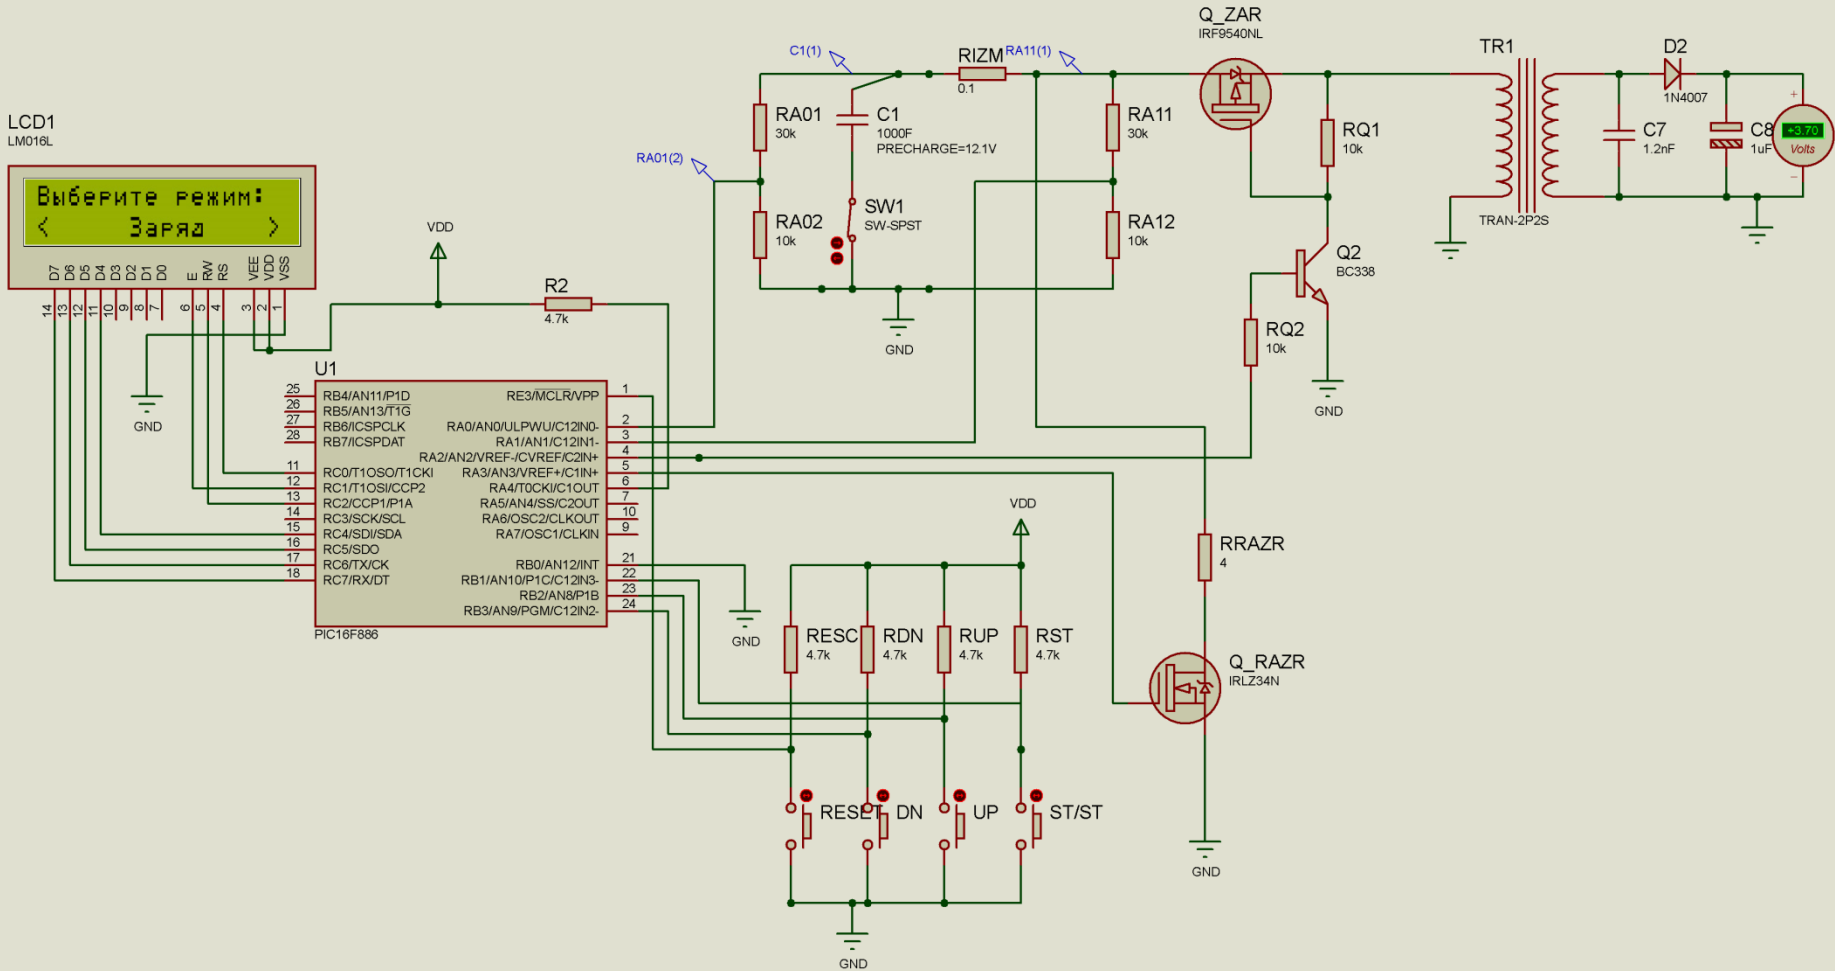 LCD1
LM016L
Выберите режим:
< Заряд >
D7 D6 D5 D4 D3 D2 D1 D0 E RW RS VEE VDD VSS
14 13 12 11 10 9 8 7 6 5 4 3 2 1
GND
VDD
R2
4.7k
U1
25 RB4/AN11/P1D
26 RB5/AN13/T1G
27 RB6/ICSPCLK
28 RB7/ICSPDAT
11 RC0/T1OSO/T1CKI
12 RC1/T1OSI/CCP2
13 RC2/CCP1/P1A
14 RC3/SCK/SCL
15 RC4/SDI/SDA
16 RC5/SDO
17 RC6/TX/CK
18 RC7/RX/DT
RE3/MCLR/VPP 1
RA0/AN0/ULPWU/C12IN0- 2
RA1/AN1/C12IN1- 3
RA2/AN2/VREF-/CVREF/C2IN+ 4
RA3/AN3/VREF+/C1IN+ 5
RA4/T0CKI/C1OUT 6
RA5/AN4/SS/C2OUT 7
RA6/OSC2/CLKOUT 10
RA7/OSC1/CLKIN 9
RB0/AN12/INT 21
RB1/AN10/P1C/C12IN3- 22
RB2/AN8/P1B 23
RB3/AN9/PGM/C12IN2- 24
PIC16F886
C1(1)
RIZM
0.1
RA11(1)
RA01
30k
C1
1000F
PRECHARGE=12.1V
RA11
30k
RA01(2)
RA02
10k
SW1
SW-SPST
RA12
10k
GND
Q_ZAR
IRF9540NL
RQ1
10k
Q2
BC338
RQ2
10k
GND
TR1
TRAN-2P2S
D2
1N4007
C7
1.2nF
C8
1uF
+
+3.70
Volts
-
VDD
GND
RESC
4.7k
RDN
4.7k
RUP
4.7k
RST
4.7k
RESET
DN
UP
ST/ST
GND
RRAZR
4
Q_RAZR
IRLZ34N
GND